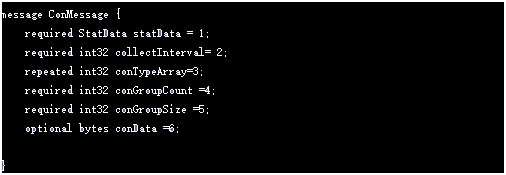 message ConMessage {
required StatData statData = 1;
required int32 collectInterval= 2;
repeated int32 conTypeArray=3;
required int32 conGroupCount =4;
required int32 conGroupSize =5;
optional bytes conData =6;
}